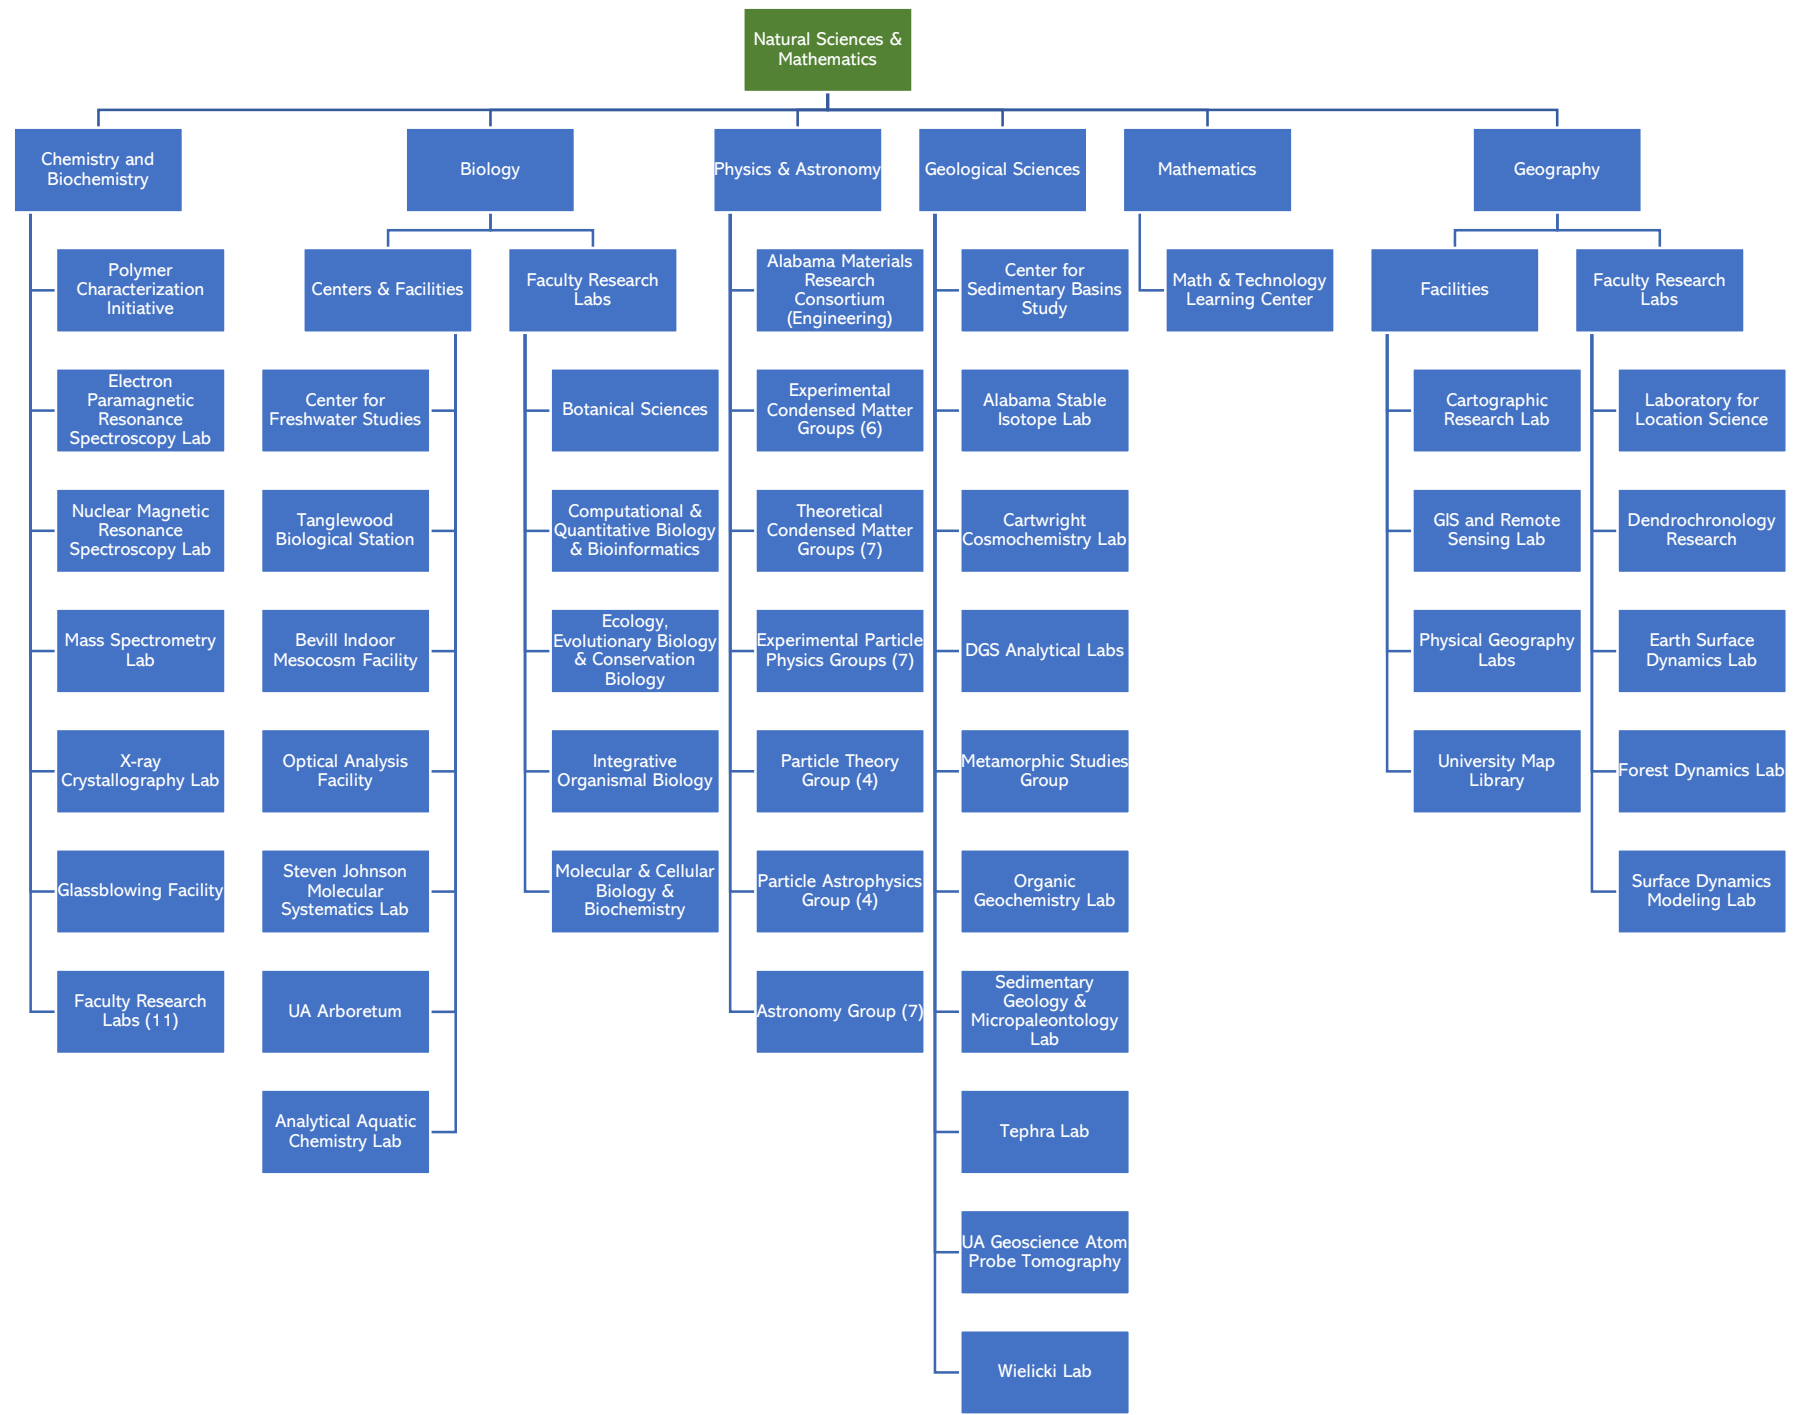 Natural Sciences &
Mathematics
Chemistry and
Biochemistry
Polymer
Characterization
Initiative
Electron
Paramagnetic
Resonance
Spectroscopy Lab
Nuclear Magnetic
Resonance
Spectroscopy Lab
Mass Spectrometry
Lab
X-ray
Crystallography Lab
Glassblowing Facility
Faculty Research
Labs (11)
Biology
Centers & Facilities
Center for
Freshwater Studies
Tanglewood
Biological Station
Bevill Indoor
Mesocosm Facility
Optical Analysis
Facility
Steven Johnson
Molecular
Systematics Lab
UA Arboretum
Analytical Aquatic
Chemistry Lab
Faculty Research
Labs
Botanical Sciences
Computational &
Quantitative Biology
& Bioinformatics
Ecology,
Evolutionary Biology
& Conservation
Biology
Integrative
Organismal Biology
Molecular & Cellular
Biology &
Biochemistry
Physics & Astronomy
Alabama Materials
Research
Consortium
(Engineering)
Experimental
Condensed Matter
Groups (6)
Theoretical
Condensed Matter
Groups (7)
Experimental Particle
Physics Groups (7)
Particle Theory
Group (4)
Particle Astrophysics
Group (4)
Astronomy Group (7)
Geological Sciences
Center for
Sedimentary Basins
Study
Alabama Stable
Isotope Lab
Cartwright
Cosmochemistry Lab
DGS Analytical Labs
Metamorphic Studies
Group
Organic
Geochemistry Lab
Sedimentary
Geology &
Micropaleontology
Lab
Tephra Lab
UA Geoscience Atom
Probe Tomography
Wielicki Lab
Mathematics
Math & Technology
Learning Center
Geography
Facilities
Cartographic
Research Lab
GIS and Remote
Sensing Lab
Physical Geography
Labs
University Map
Library
Faculty Research
Labs
Laboratory for
Location Science
Dendrochronology
Research
Earth Surface
Dynamics Lab
Forest Dynamics Lab
Surface Dynamics
Modeling Lab